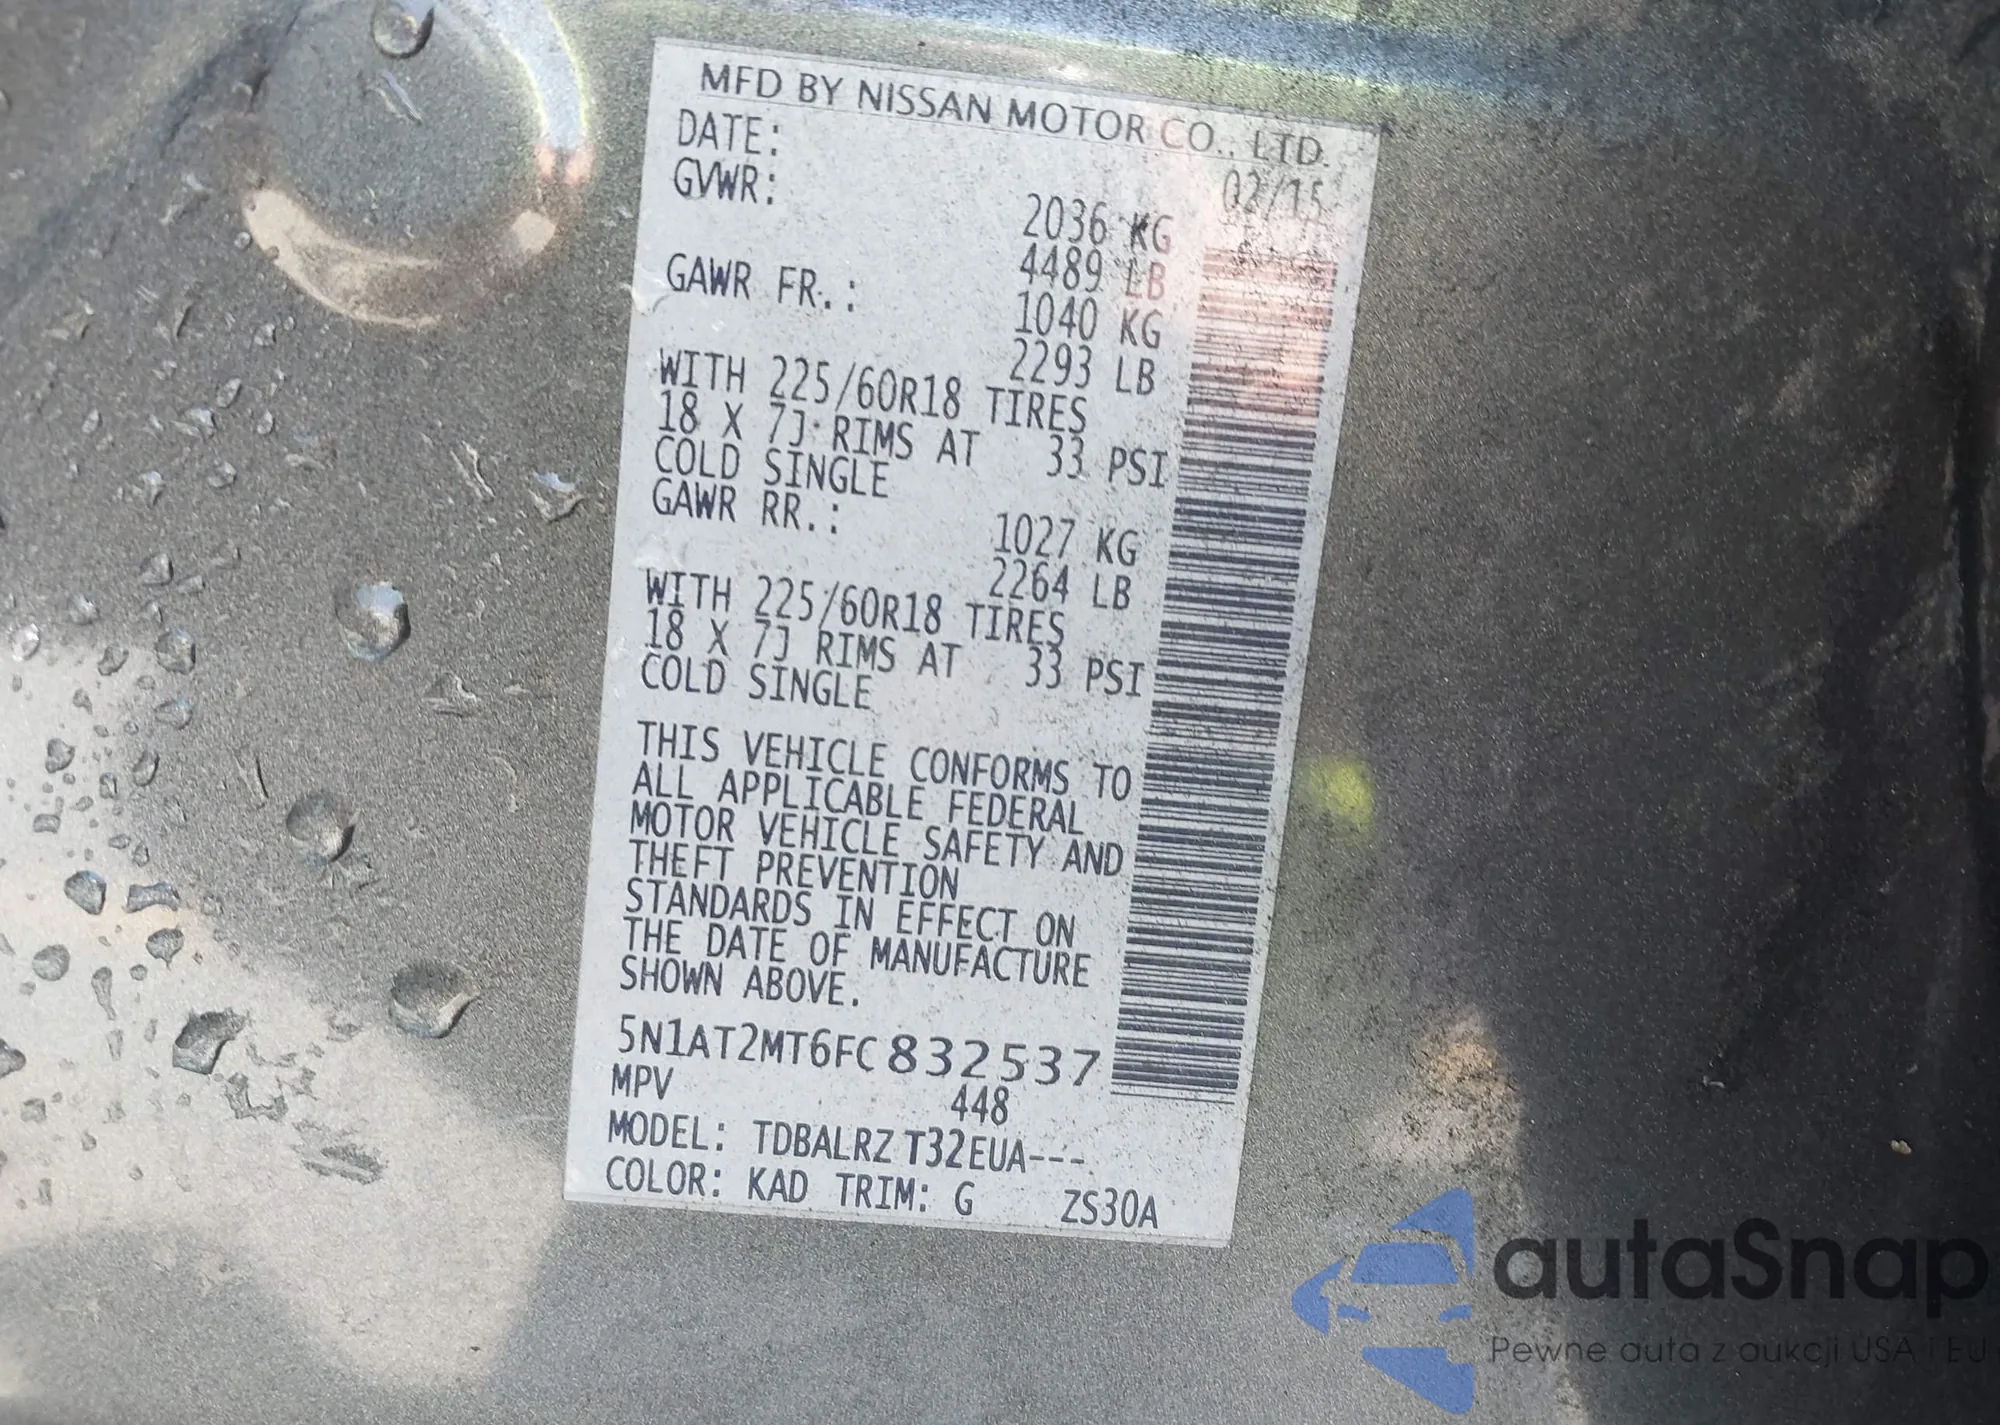 MFD BY NISSAN MOTOR CO., LTD.
DATE: 02/15
GVWR: 2036 KG
4489 LB
GAWR FR.: 1040 KG
2293 LB
WITH 225/60R18 TIRES
18 X 7J RIMS AT 33 PSI
COLD SINGLE
GAWR RR.: 1027 KG
2264 LB
WITH 225/60R18 TIRES
18 X 7J RIMS AT 33 PSI
COLD SINGLE
THIS VEHICLE CONFORMS TO
ALL APPLICABLE FEDERAL
MOTOR VEHICLE SAFETY AND
THEFT PREVENTION
STANDARDS IN EFFECT ON
THE DATE OF MANUFACTURE
SHOWN ABOVE.
5N1AT2MT6FC832537
MPV 448
MODEL: TDBALRZ T32EUA---.
COLOR: KAD TRIM: G ZS30A
autaSnap
Pewne auta z aukcji USA i EU